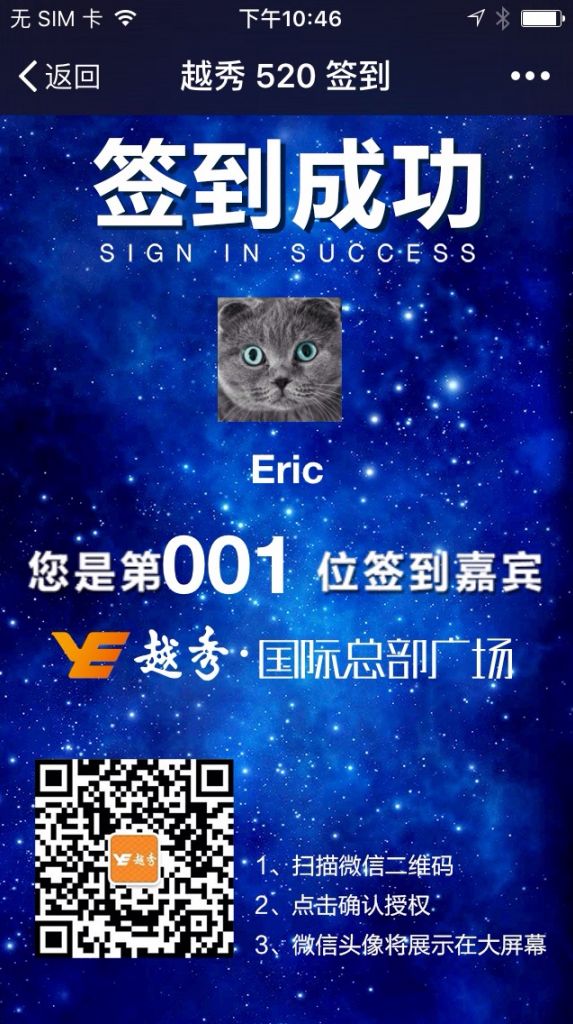 无 SIM 卡 下午10:46
返回 越秀 520 签到
签到成功
SIGN IN SUCCESS
Eric
您是第001 位签到嘉宾
YE 越秀·国际总部广场
YE 越秀
1、扫描微信二维码
2、点击确认授权
3、微信头像将展示在大屏幕